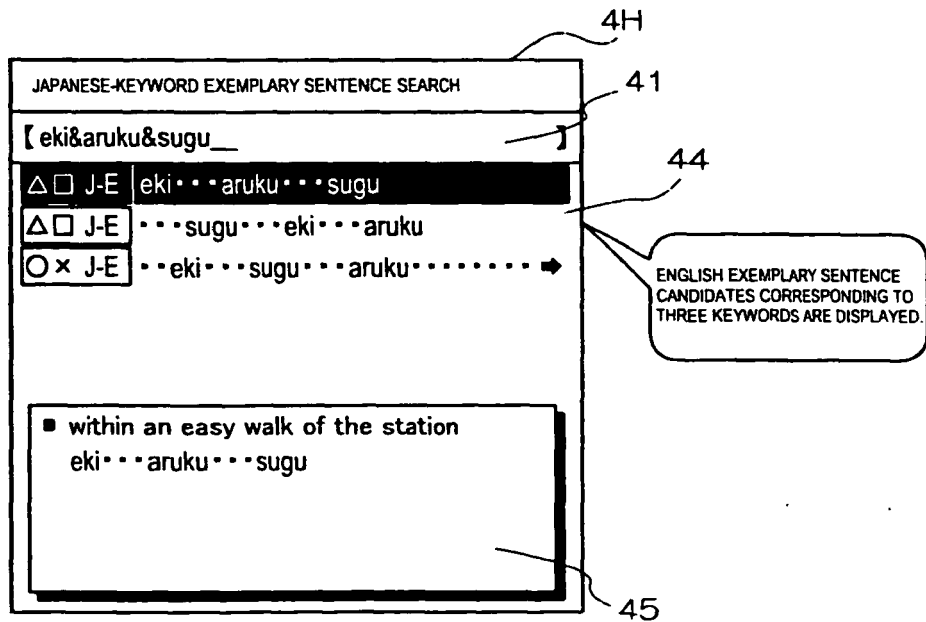 4H
JAPANESE-KEYWORD EXEMPLARY SENTENCE SEARCH
41
【 eki&aruku&sugu__ 】
44
△□ J-E eki・・・aruku・・・sugu
△□ J-E ・・・sugu・・・eki・・・aruku
○× J-E ・・eki・・・sugu・・・aruku・・・・・・・・ ➡
ENGLISH EXEMPLARY SENTENCE
CANDIDATES CORRESPONDING TO
THREE KEYWORDS ARE DISPLAYED.
■ within an easy walk of the station
eki・・・aruku・・・sugu
45